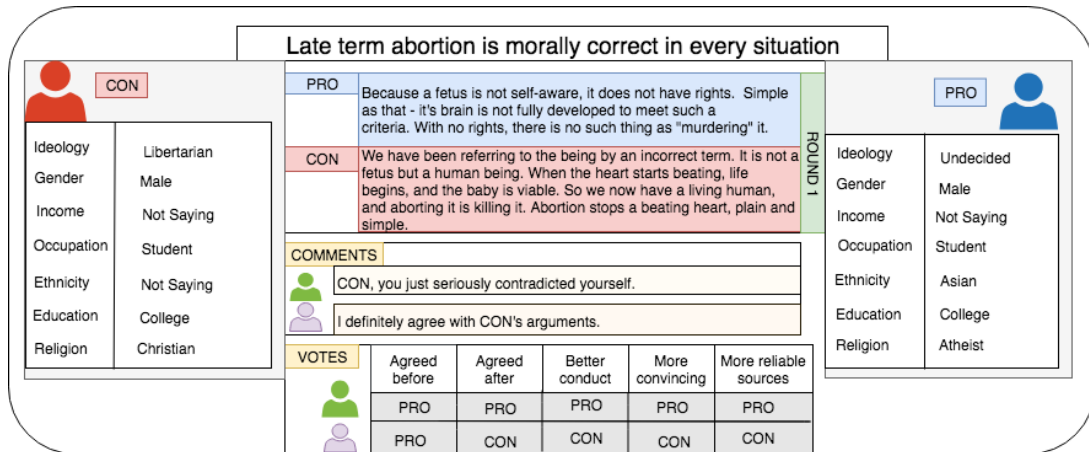 Late term abortion is morally correct in every situation
CON
Ideology Libertarian
Gender Male
Income Not Saying
Occupation Student
Ethnicity Not Saying
Education College
Religion Christian
PRO
Because a fetus is not self-aware, it does not have rights. Simple
as that - it's brain is not fully developed to meet such a
criteria. With no rights, there is no such thing as "murdering" it.
CON
We have been referring to the being by an incorrect term. It is not a
fetus but a human being. When the heart starts beating, life
begins, and the baby is viable. So we now have a living human,
and aborting it is killing it. Abortion stops a beating heart, plain and
simple.
ROUND 1
COMMENTS
CON, you just seriously contradicted yourself.
I definitely agree with CON's arguments.
VOTES
Agreed before
Agreed after
Better conduct
More convincing
More reliable sources
PRO PRO PRO PRO PRO
PRO CON CON CON CON
PRO
Ideology Undecided
Gender Male
Income Not Saying
Occupation Student
Ethnicity Asian
Education College
Religion Atheist